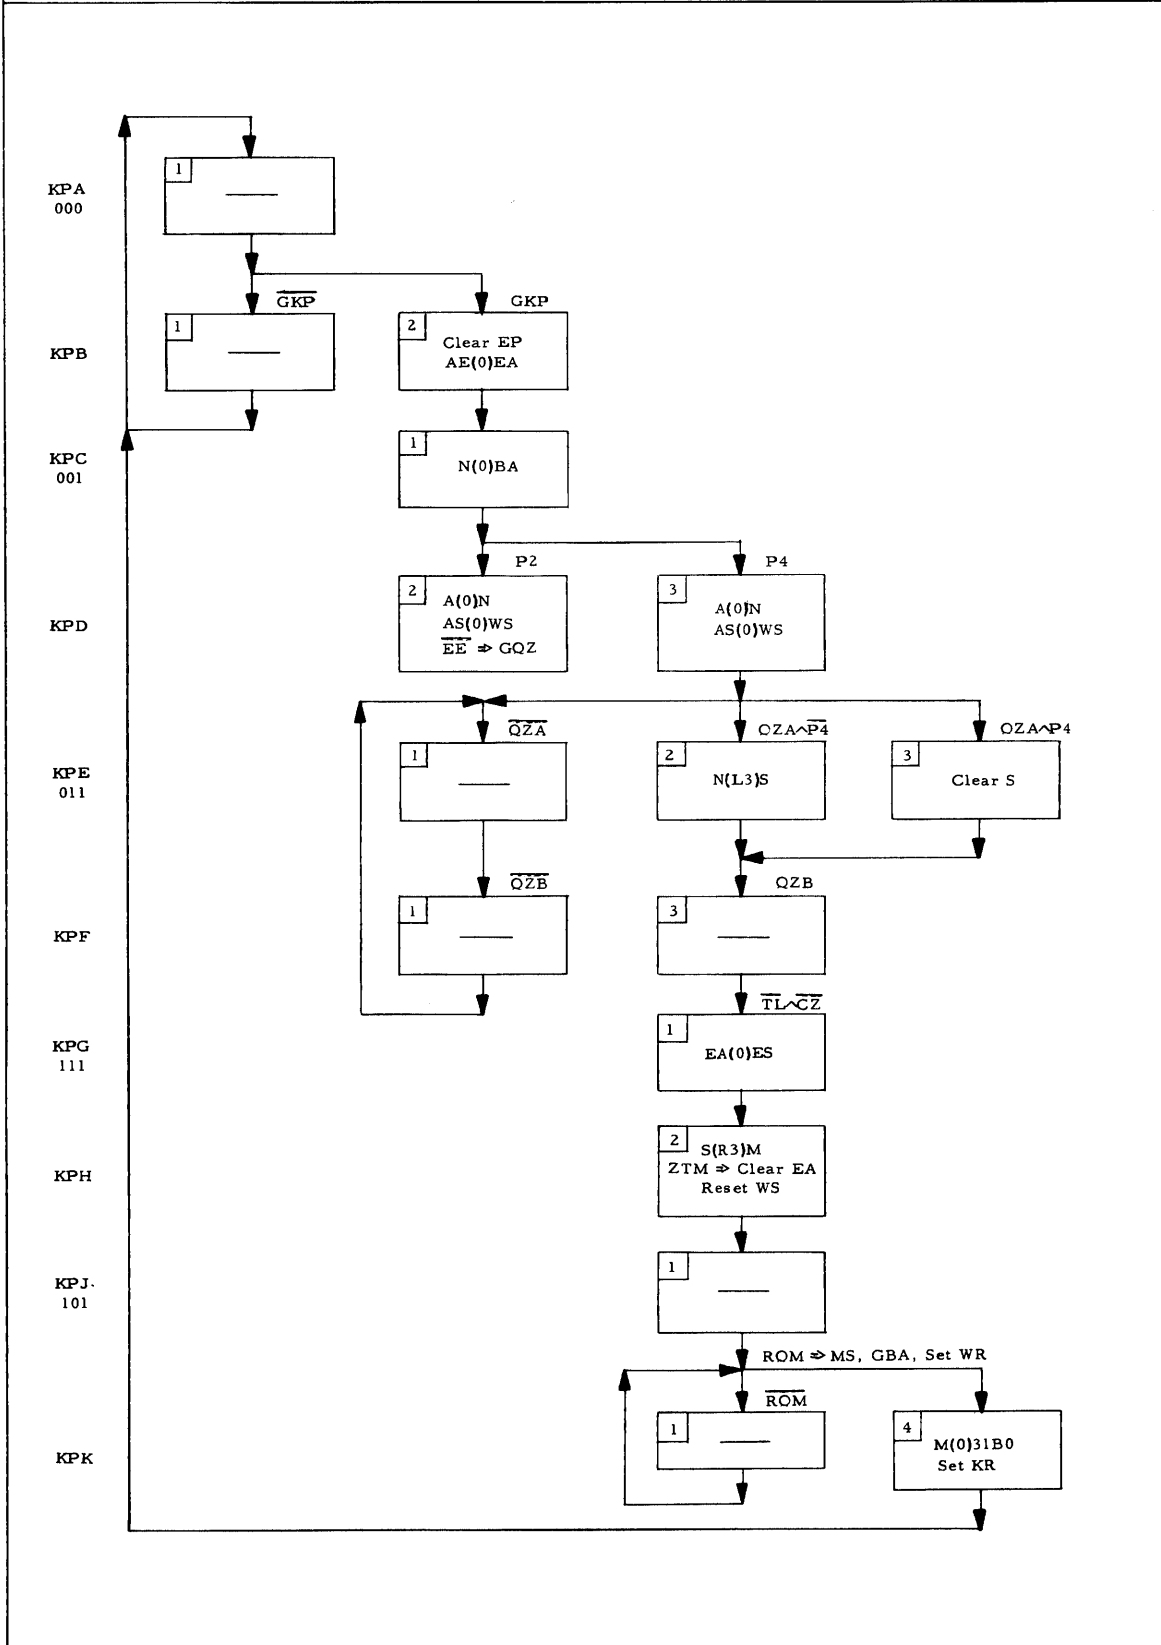 KPA
000
1
GKP
GKP
KPB
1
2
Clear EP
AE(0)EA
KPC
001
1
N(0)BA
P2
P4
KPD
2
A(0)N
AS(0)WS
EE ⇒ GQZ
3
A(0)N
AS(0)WS
QZA
QZA∧P4
QZA∧P4
KPE
011
1
2
N(L3)S
3
Clear S
QZB
QZB
KPF
1
3
TL∧CZ
KPG
111
1
EA(0)ES
KPH
2
S(R3)M
ZTM ⇒ Clear EA
Reset WS
KPJ
101
1
ROM ⇒ MS, GBA, Set WR
ROM
KPK
1
4
M(0)31B0
Set KR